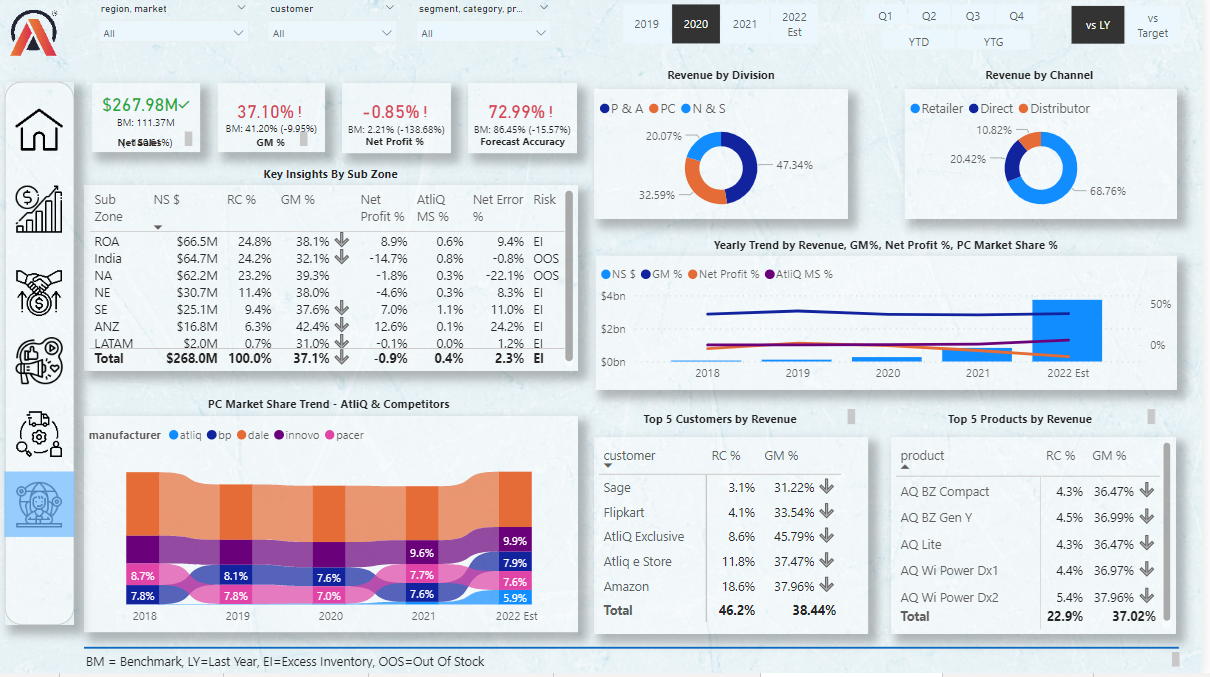 region, market
customer
segment, category, pr...
All
All
All
2019
2020
2021
2022 Est
Q1
Q2
Q3
Q4
YTD
YTG
vs LY
vs Target
$267.98M
BM: 111.37M
Net Sales
37.10% !
BM: 41.20% (-9.95%)
GM %
-0.85% !
BM: 2.21% (-138.68%)
Net Profit %
72.99% !
BM: 86.45% (-15.57%)
Forecast Accuracy
Key Insights By Sub Zone
Sub Zone NS $ RC % GM % Net Profit % AtliQ MS % Net Error % Risk
ROA $66.5M 24.8% 38.1% 8.9% 0.6% 9.4% EI
India $64.7M 24.2% 32.1% -14.7% 0.8% -0.8% OOS
NA $62.2M 23.2% 39.3% -1.8% 0.3% -22.1% OOS
NE $30.7M 11.4% 38.0% -4.6% 0.3% 8.3% EI
SE $25.1M 9.4% 37.6% 7.0% 1.1% 11.0% EI
ANZ $16.8M 6.3% 42.4% 12.6% 0.1% 24.2% EI
LATAM $2.0M 0.7% 31.0% -0.1% 0.0% 1.2% EI
Total $268.0M 100.0% 37.1% -0.9% 0.4% 2.3% EI
Revenue by Division
P & A PC N & S
20.07%
47.34%
32.59%
Revenue by Channel
Retailer Direct Distributor
10.82%
20.42%
68.76%
Yearly Trend by Revenue, GM%, Net Profit %, PC Market Share %
NS $ GM % Net Profit % AtliQ MS %
$4bn
$2bn
$0bn
50%
0%
2018 2019 2020 2021 2022 Est
PC Market Share Trend - AtliQ & Competitors
manufacturer atliq bp dale innovo pacer
8.7%
7.8%
8.1%
7.8%
7.6%
7.0%
9.6%
7.7%
7.6%
9.9%
7.9%
7.6%
5.9%
2018 2019 2020 2021 2022 Est
Top 5 Customers by Revenue
customer RC % GM %
Sage 3.1% 31.22%
Flipkart 4.1% 33.54%
AtliQ Exclusive 8.6% 45.79%
Atliq e Store 11.8% 37.47%
Amazon 18.6% 37.96%
Total 46.2% 38.44%
Top 5 Products by Revenue
product RC % GM %
AQ BZ Compact 4.3% 36.47%
AQ BZ Gen Y 4.5% 36.99%
AQ Lite 4.3% 36.47%
AQ Wi Power Dx1 4.4% 36.97%
AQ Wi Power Dx2 5.4% 37.96%
Total 22.9% 37.02%
BM = Benchmark, LY=Last Year, EI=Excess Inventory, OOS=Out Of Stock